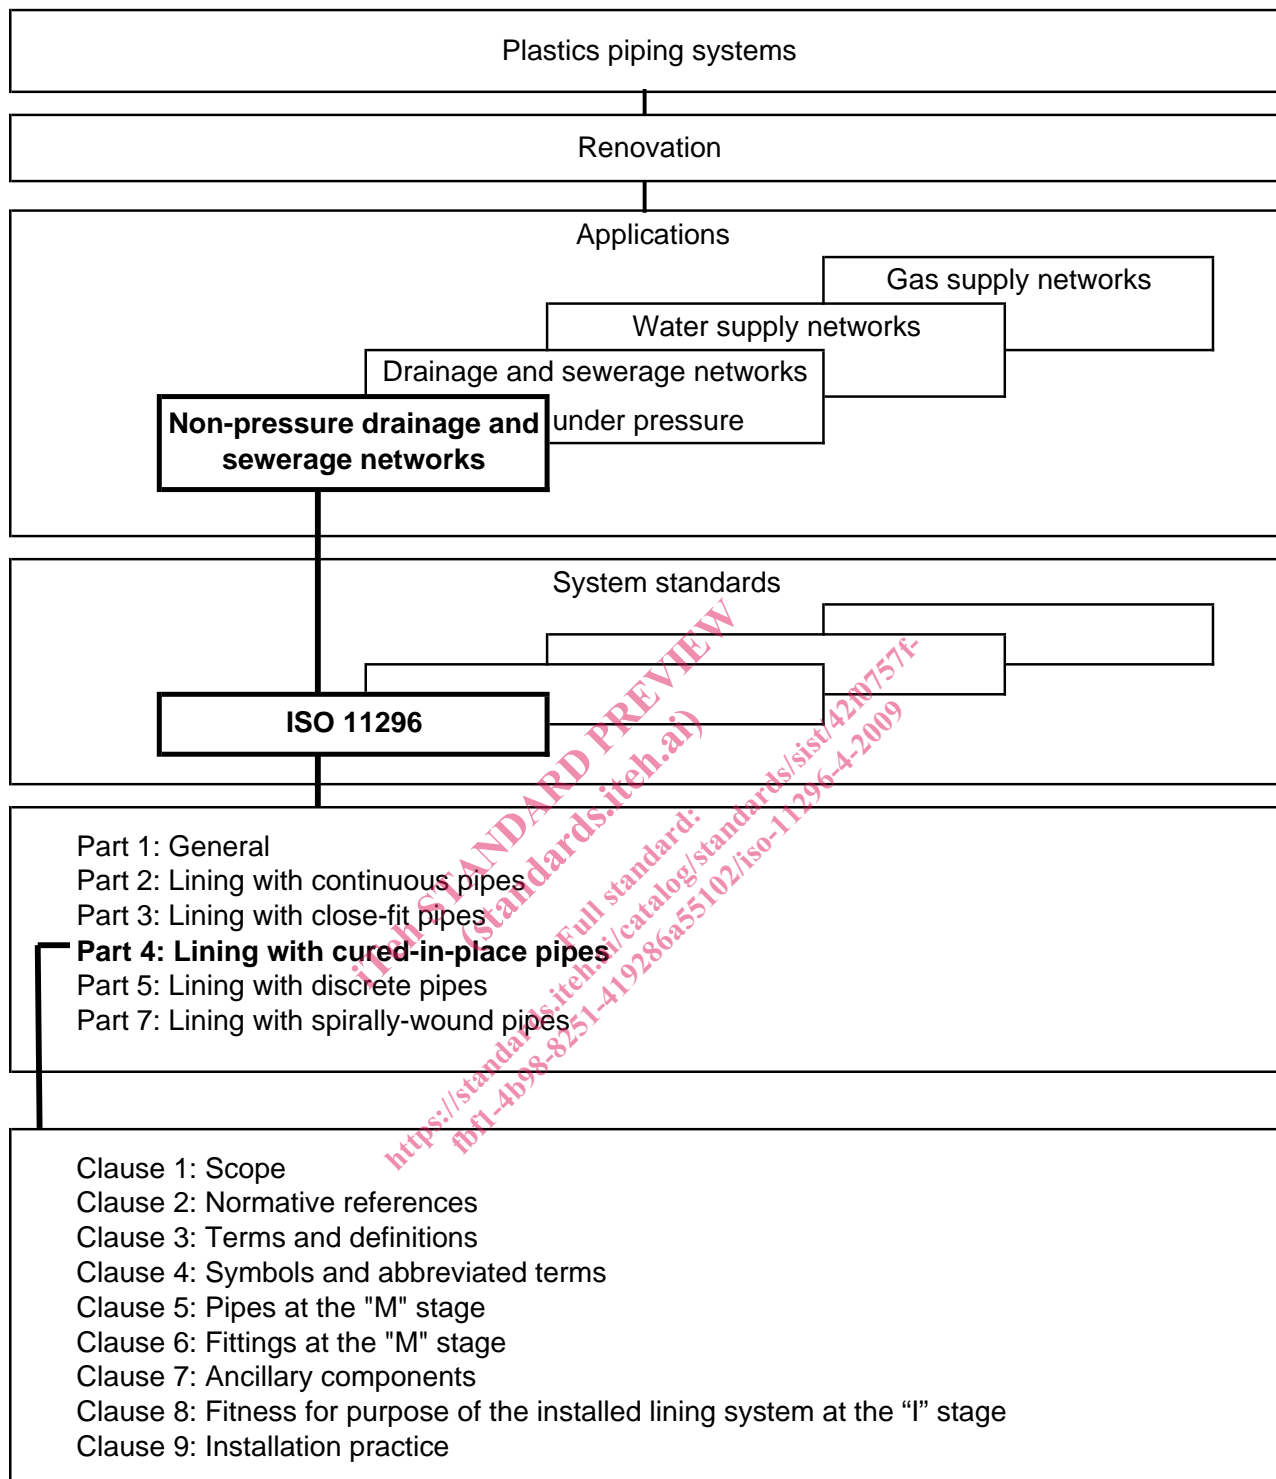 Plastics piping systems
Renovation
Applications
Gas supply networks
Water supply networks
Drainage and sewerage networks
under pressure
Non-pressure drainage and
sewerage networks
System standards
ISO 11296
Part 1: General
Part 2: Lining with continuous pipes
Part 3: Lining with close-fit pipes
Part 4: Lining with cured-in-place pipes
Part 5: Lining with discrete pipes
Part 7: Lining with spirally-wound pipes
iTeh STANDARD PREVIEW
(standards.iteh.ai)
Full standard:
https://standards.iteh.ai/catalog/standards/sist/42f0757f-
fbf1-4b98-8251-419286a55102/iso-11296-4-2009
Clause 1: Scope
Clause 2: Normative references
Clause 3: Terms and definitions
Clause 4: Symbols and abbreviated terms
Clause 5: Pipes at the "M" stage
Clause 6: Fittings at the "M" stage
Clause 7: Ancillary components
Clause 8: Fitness for purpose of the installed lining system at the “I” stage
Clause 9: Installation practice